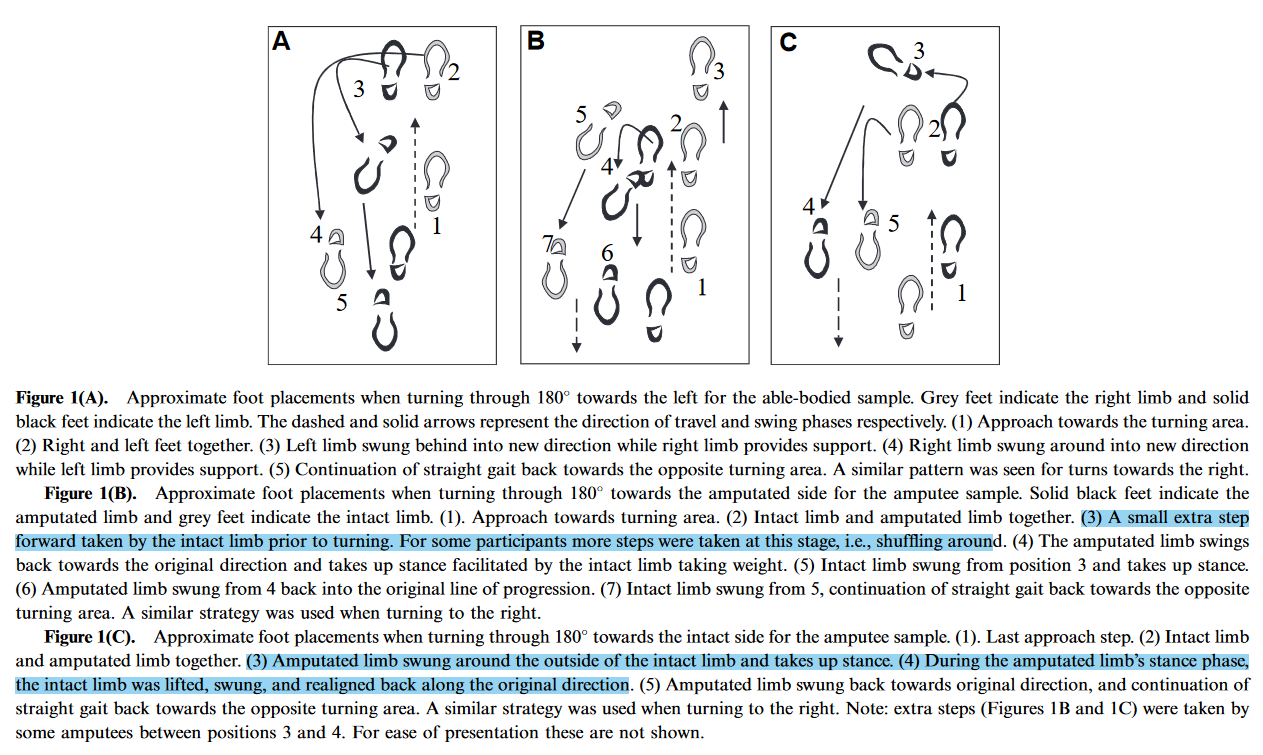 A
2
3
1
4
5
B
3
5
2
4
7
6
1
C
3
2
4
5
1
Figure 1(A). Approximate foot placements when turning through 180° towards the left for the able-bodied sample. Grey feet indicate the right limb and solid
black feet indicate the left limb. The dashed and solid arrows represent the direction of travel and swing phases respectively. (1) Approach towards the turning area.
(2) Right and left feet together. (3) Left limb swung behind into new direction while right limb provides support. (4) Right limb swung around into new direction
while left limb provides support. (5) Continuation of straight gait back towards the opposite turning area. A similar pattern was seen for turns towards the right.
Figure 1(B). Approximate foot placements when turning through 180° towards the amputated side for the amputee sample. Solid black feet indicate the
amputated limb and grey feet indicate the intact limb. (1). Approach towards turning area. (2) Intact limb and amputated limb together. (3) A small extra step
forward taken by the intact limb prior to turning. For some participants more steps were taken at this stage, i.e., shuffling around. (4) The amputated limb swings
back towards the original direction and takes up stance facilitated by the intact limb taking weight. (5) Intact limb swung from position 3 and takes up stance.
(6) Amputated limb swung from 4 back into the original line of progression. (7) Intact limb swung from 5, continuation of straight gait back towards the opposite
turning area. A similar strategy was used when turning to the right.
Figure 1(C). Approximate foot placements when turning through 180° towards the intact side for the amputee sample. (1). Last approach step. (2) Intact limb
and amputated limb together. (3) Amputated limb swung around the outside of the intact limb and takes up stance. (4) During the amputated limb's stance phase,
the intact limb was lifted, swung, and realigned back along the original direction. (5) Amputated limb swung back towards original direction, and continuation of
straight gait back towards the opposite turning area. A similar strategy was used when turning to the right. Note: extra steps (Figures 1B and 1C) were taken by
some amputees between positions 3 and 4. For ease of presentation these are not shown.